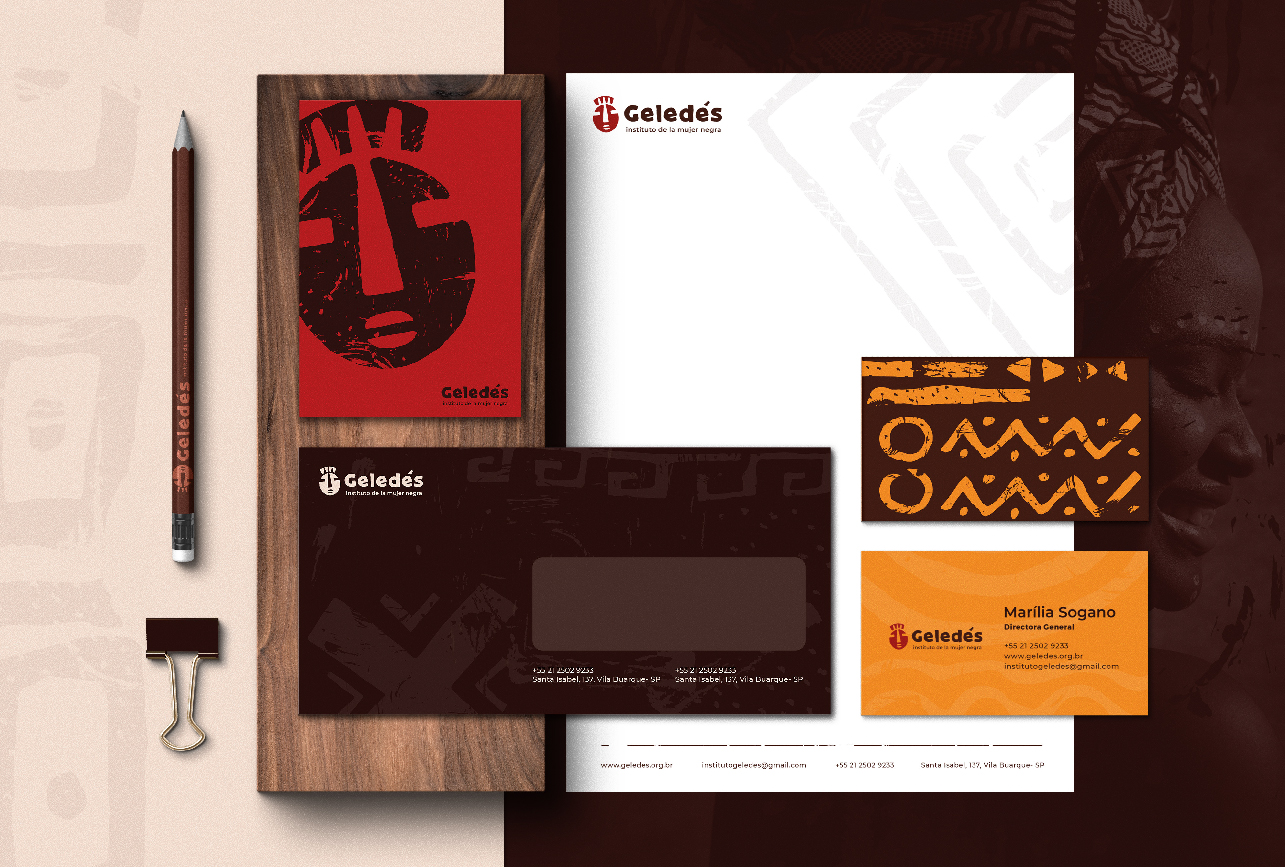 Geledés
instituto de la mujer negra
Geledés
instituto de la mujer negra
Geledés
instituto de la mujer negra
Geledés
instituto de la mujer negra
+55 21 2502 9233
Santa Isabel, 137, Vila Buarque- SP
+55 21 2502 9233
Santa Isabel, 137, Vila Buarque- SP
Geledés
instituto de la mujer negra
Marília Sogano
Directora General
+55 21 2502 9233
www.geledes.org.br
institutogeledes@gmail.com
www.geledes.org.br
institutogeleces@gmail.com
+55 21 2502 9233
Santa Isabel, 137, Vila Buarque- SP